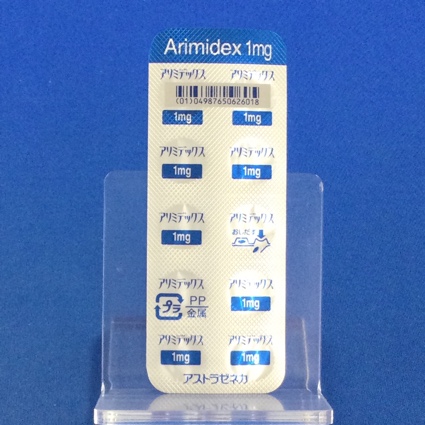 Arimidex 1mg
アリミデックス アリミデックス
(01)04987650626018
1mg 1mg
アリミデックス アリミデックス
1mg 1mg
アリミデックス アリミデックス
1mg おしだす
アリミデックス アリミデックス
プラ PP 金属 1mg
アリミデックス アリミデックス
1mg 1mg
アストラゼネカ